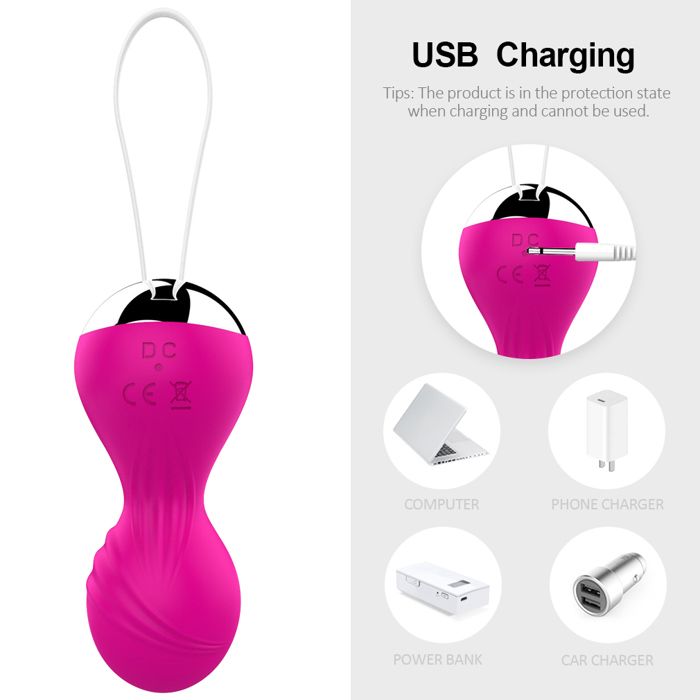 USB Charging
Tips: The product is in the protection state
when charging and cannot be used.
DC
CE
DC
CE
COMPUTER
PHONE CHARGER
POWER BANK
CAR CHARGER